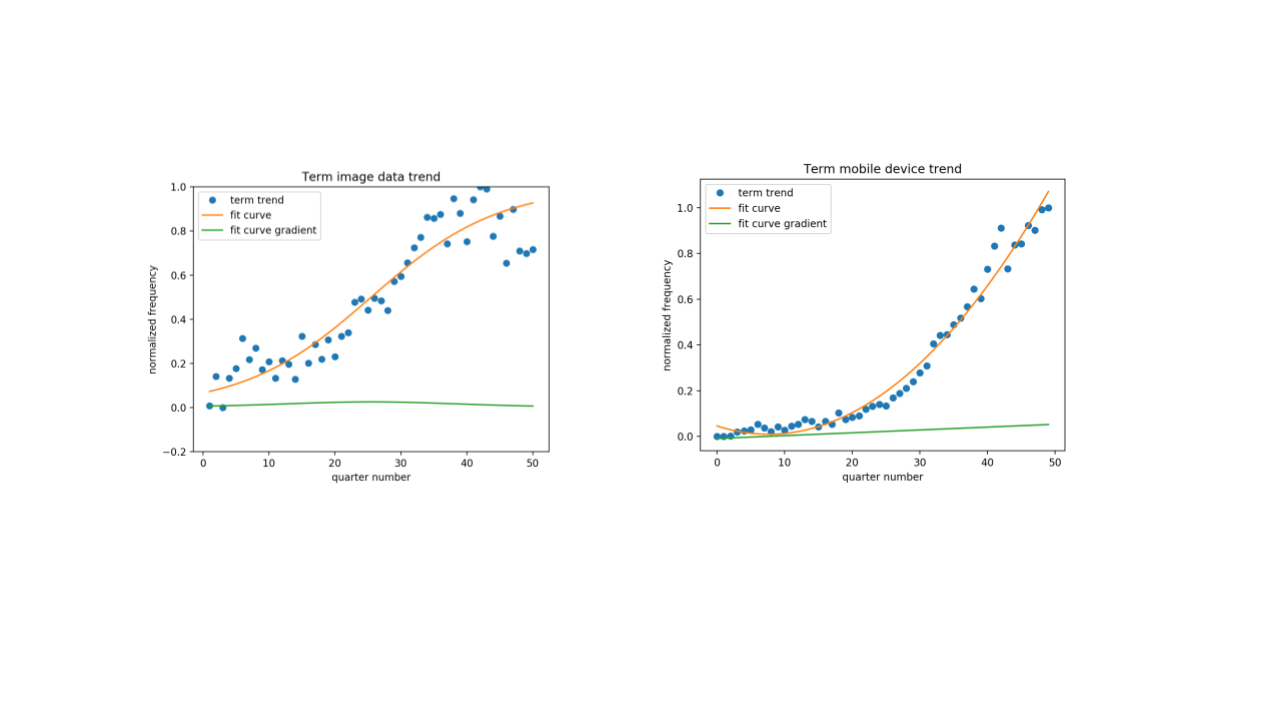 Term image data trend
term trend
fit curve
fit curve gradient
1.0
0.8
0.6
0.4
0.2
0.0
−0.2
normalized frequency
0 10 20 30 40 50
quarter number
Term mobile device trend
term trend
fit curve
fit curve gradient
1.0
0.8
0.6
0.4
0.2
0.0
normalized frequency
0 10 20 30 40 50
quarter number